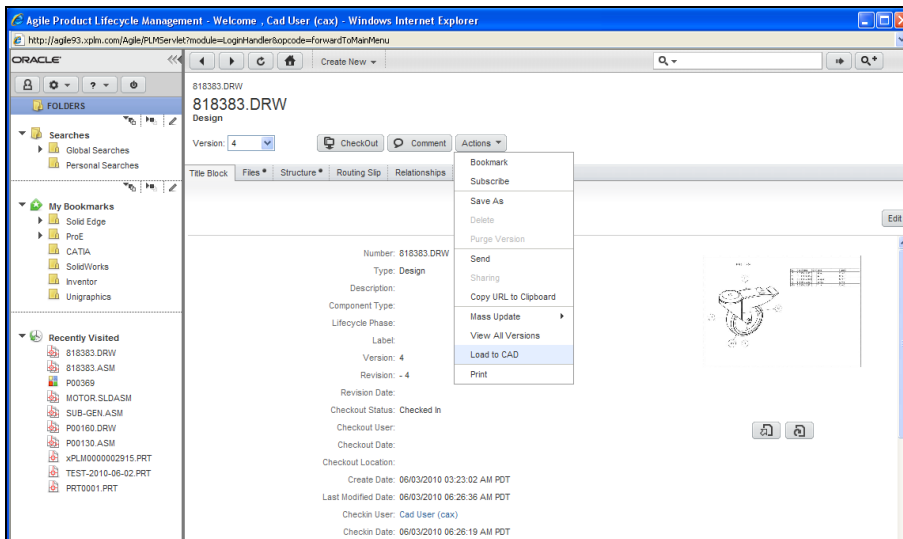 Agile Product Lifecycle Management - Welcome , Cad User (cax) - Windows Internet Explorer
http://agile93.xplm.com/Agile/PLMServlet?module=LoginHandler&opcode=forwardToMainMenu
ORACLE
Create New
818383.DRW
818383.DRW
Design
Version: 4
CheckOut
Comment
Actions
Title Block
Files
Structure
Routing Slip
Relationships
Bookmark
Subscribe
Save As
Delete
Purge Version
Send
Sharing
Copy URL to Clipboard
Mass Update
View All Versions
Load to CAD
Print
Edit
FOLDERS
Searches
Global Searches
Personal Searches
My Bookmarks
Solid Edge
ProE
CATIA
SolidWorks
Inventor
Unigraphics
Recently Visited
818383.DRW
818383.ASM
P00369
MOTOR.SLDASM
SUB-GEN.ASM
P00160.DRW
P00130.ASM
xPLM0000002915.PRT
TEST-2010-06-02.PRT
PRT0001.PRT
Number: 818383.DRW
Type: Design
Description:
Component Type:
Lifecycle Phase:
Label:
Version: 4
Revision: - 4
Revision Date:
Checkout Status: Checked In
Checkout User:
Checkout Date:
Checkout Location:
Create Date: 06/03/2010 03:23:02 AM PDT
Last Modified Date: 06/03/2010 06:26:36 AM PDT
Checkin User: Cad User (cax)
Checkin Date: 06/03/2010 06:26:19 AM PDT